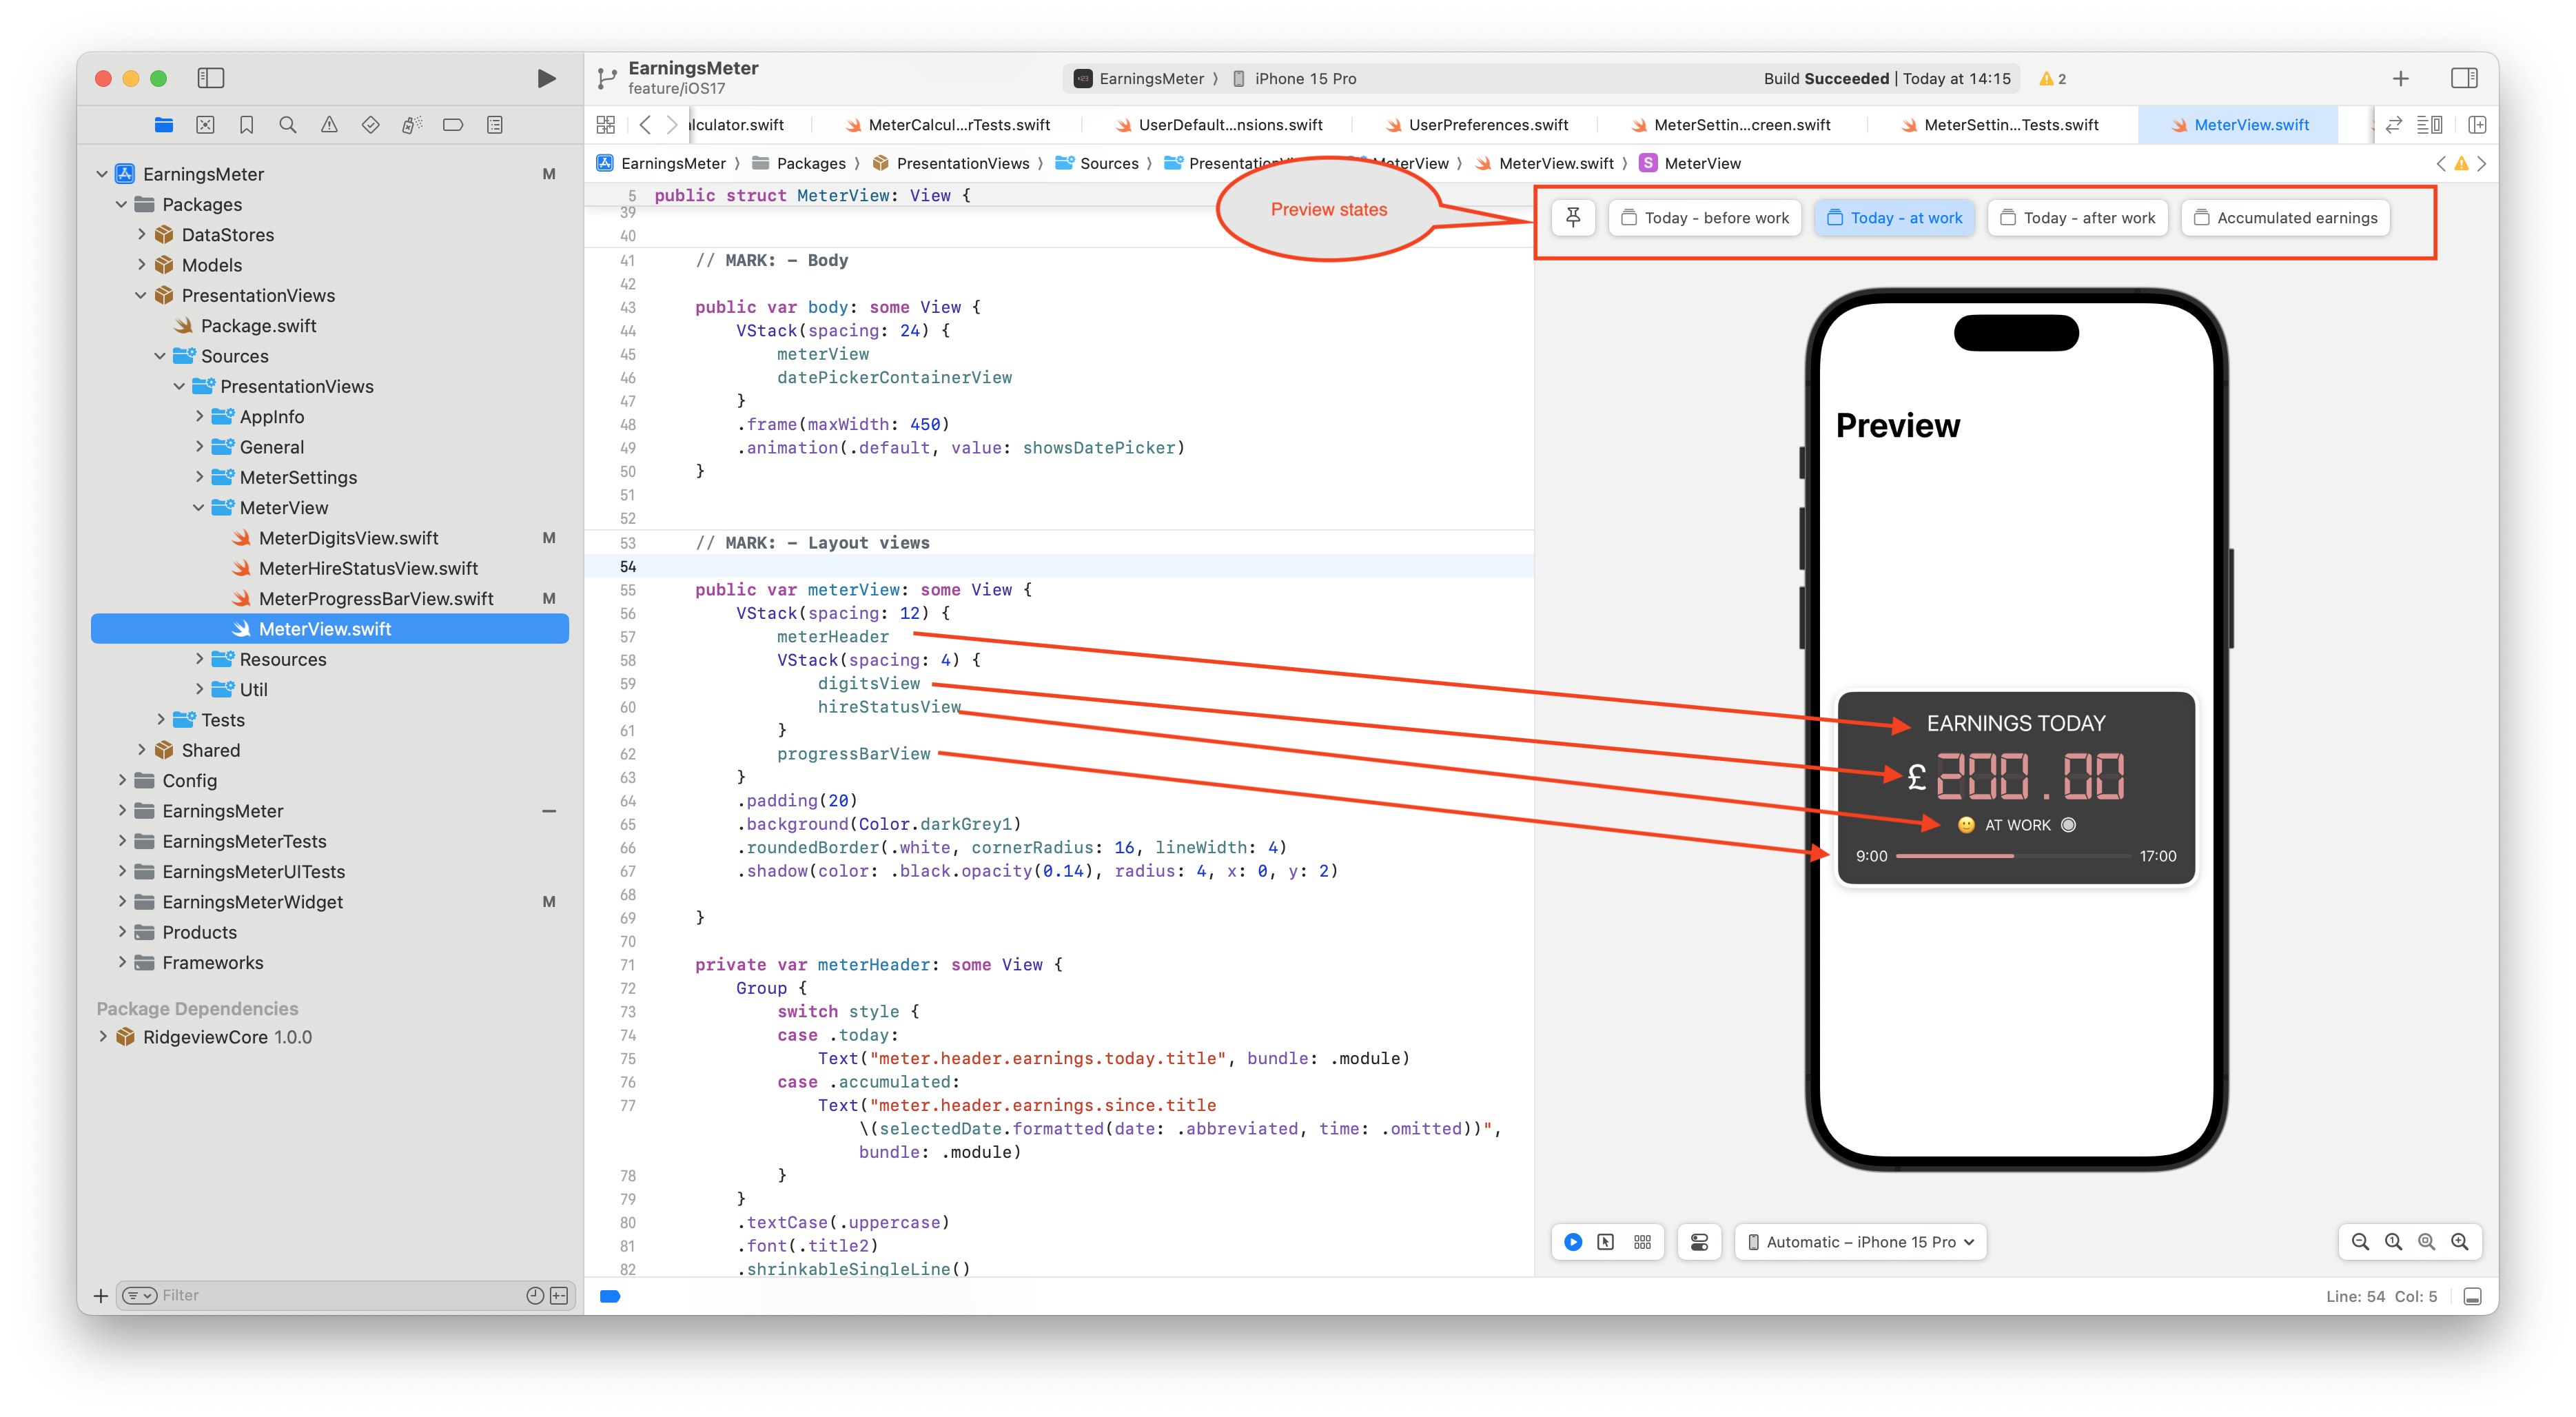 EarningsMeter
feature/iOS17
EarningsMeter 〉 iPhone 15 Pro
Build Succeeded | Today at 14:15
2
lculator.swift
MeterCalcul...rTests.swift
UserDefault...nsions.swift
UserPreferences.swift
MeterSettin...creen.swift
MeterSettin...Tests.swift
MeterView.swift
EarningsMeter 〉 Packages 〉 PresentationViews 〉 Sources 〉 MeterView 〉 MeterView.swift 〉 S MeterView
EarningsMeter M
Packages
DataStores
Models
PresentationViews
Package.swift
Sources
PresentationViews
AppInfo
General
MeterSettings
MeterView
MeterDigitsView.swift M
MeterHireStatusView.swift
MeterProgressBarView.swift M
MeterView.swift
Resources
Util
Tests
Shared
Config
EarningsMeter
EarningsMeterTests
EarningsMeterUITests
EarningsMeterWidget M
Products
Frameworks
Package Dependencies
RidgeviewCore 1.0.0
Filter
5 public struct MeterView: View {
39
40
41 // MARK: - Body
42
43 public var body: some View {
44 VStack(spacing: 24) {
45 meterView
46 datePickerContainerView
47 }
48 .frame(maxWidth: 450)
49 .animation(.default, value: showsDatePicker)
50 }
51
52
53 // MARK: - Layout views
54
55 public var meterView: some View {
56 VStack(spacing: 12) {
57 meterHeader
58 VStack(spacing: 4) {
59 digitsView
60 hireStatusView
61 }
62 progressBarView
63 }
64 .padding(20)
65 .background(Color.darkGrey1)
66 .roundedBorder(.white, cornerRadius: 16, lineWidth: 4)
67 .shadow(color: .black.opacity(0.14), radius: 4, x: 0, y: 2)
68
69 }
70
71 private var meterHeader: some View {
72 Group {
73 switch style {
74 case .today:
75 Text("meter.header.earnings.today.title", bundle: .module)
76 case .accumulated:
77 Text("meter.header.earnings.since.title
\(selectedDate.formatted(date: .abbreviated, time: .omitted))",
bundle: .module)
78 }
79 }
80 .textCase(.uppercase)
81 .font(.title2)
82 .shrinkableSingleLine()
Preview states
Today - before work
Today - at work
Today - after work
Accumulated earnings
Preview
EARNINGS TODAY
£ 200.00
🙂 AT WORK
9:00 17:00
Automatic – iPhone 15 Pro
Line: 54 Col: 5